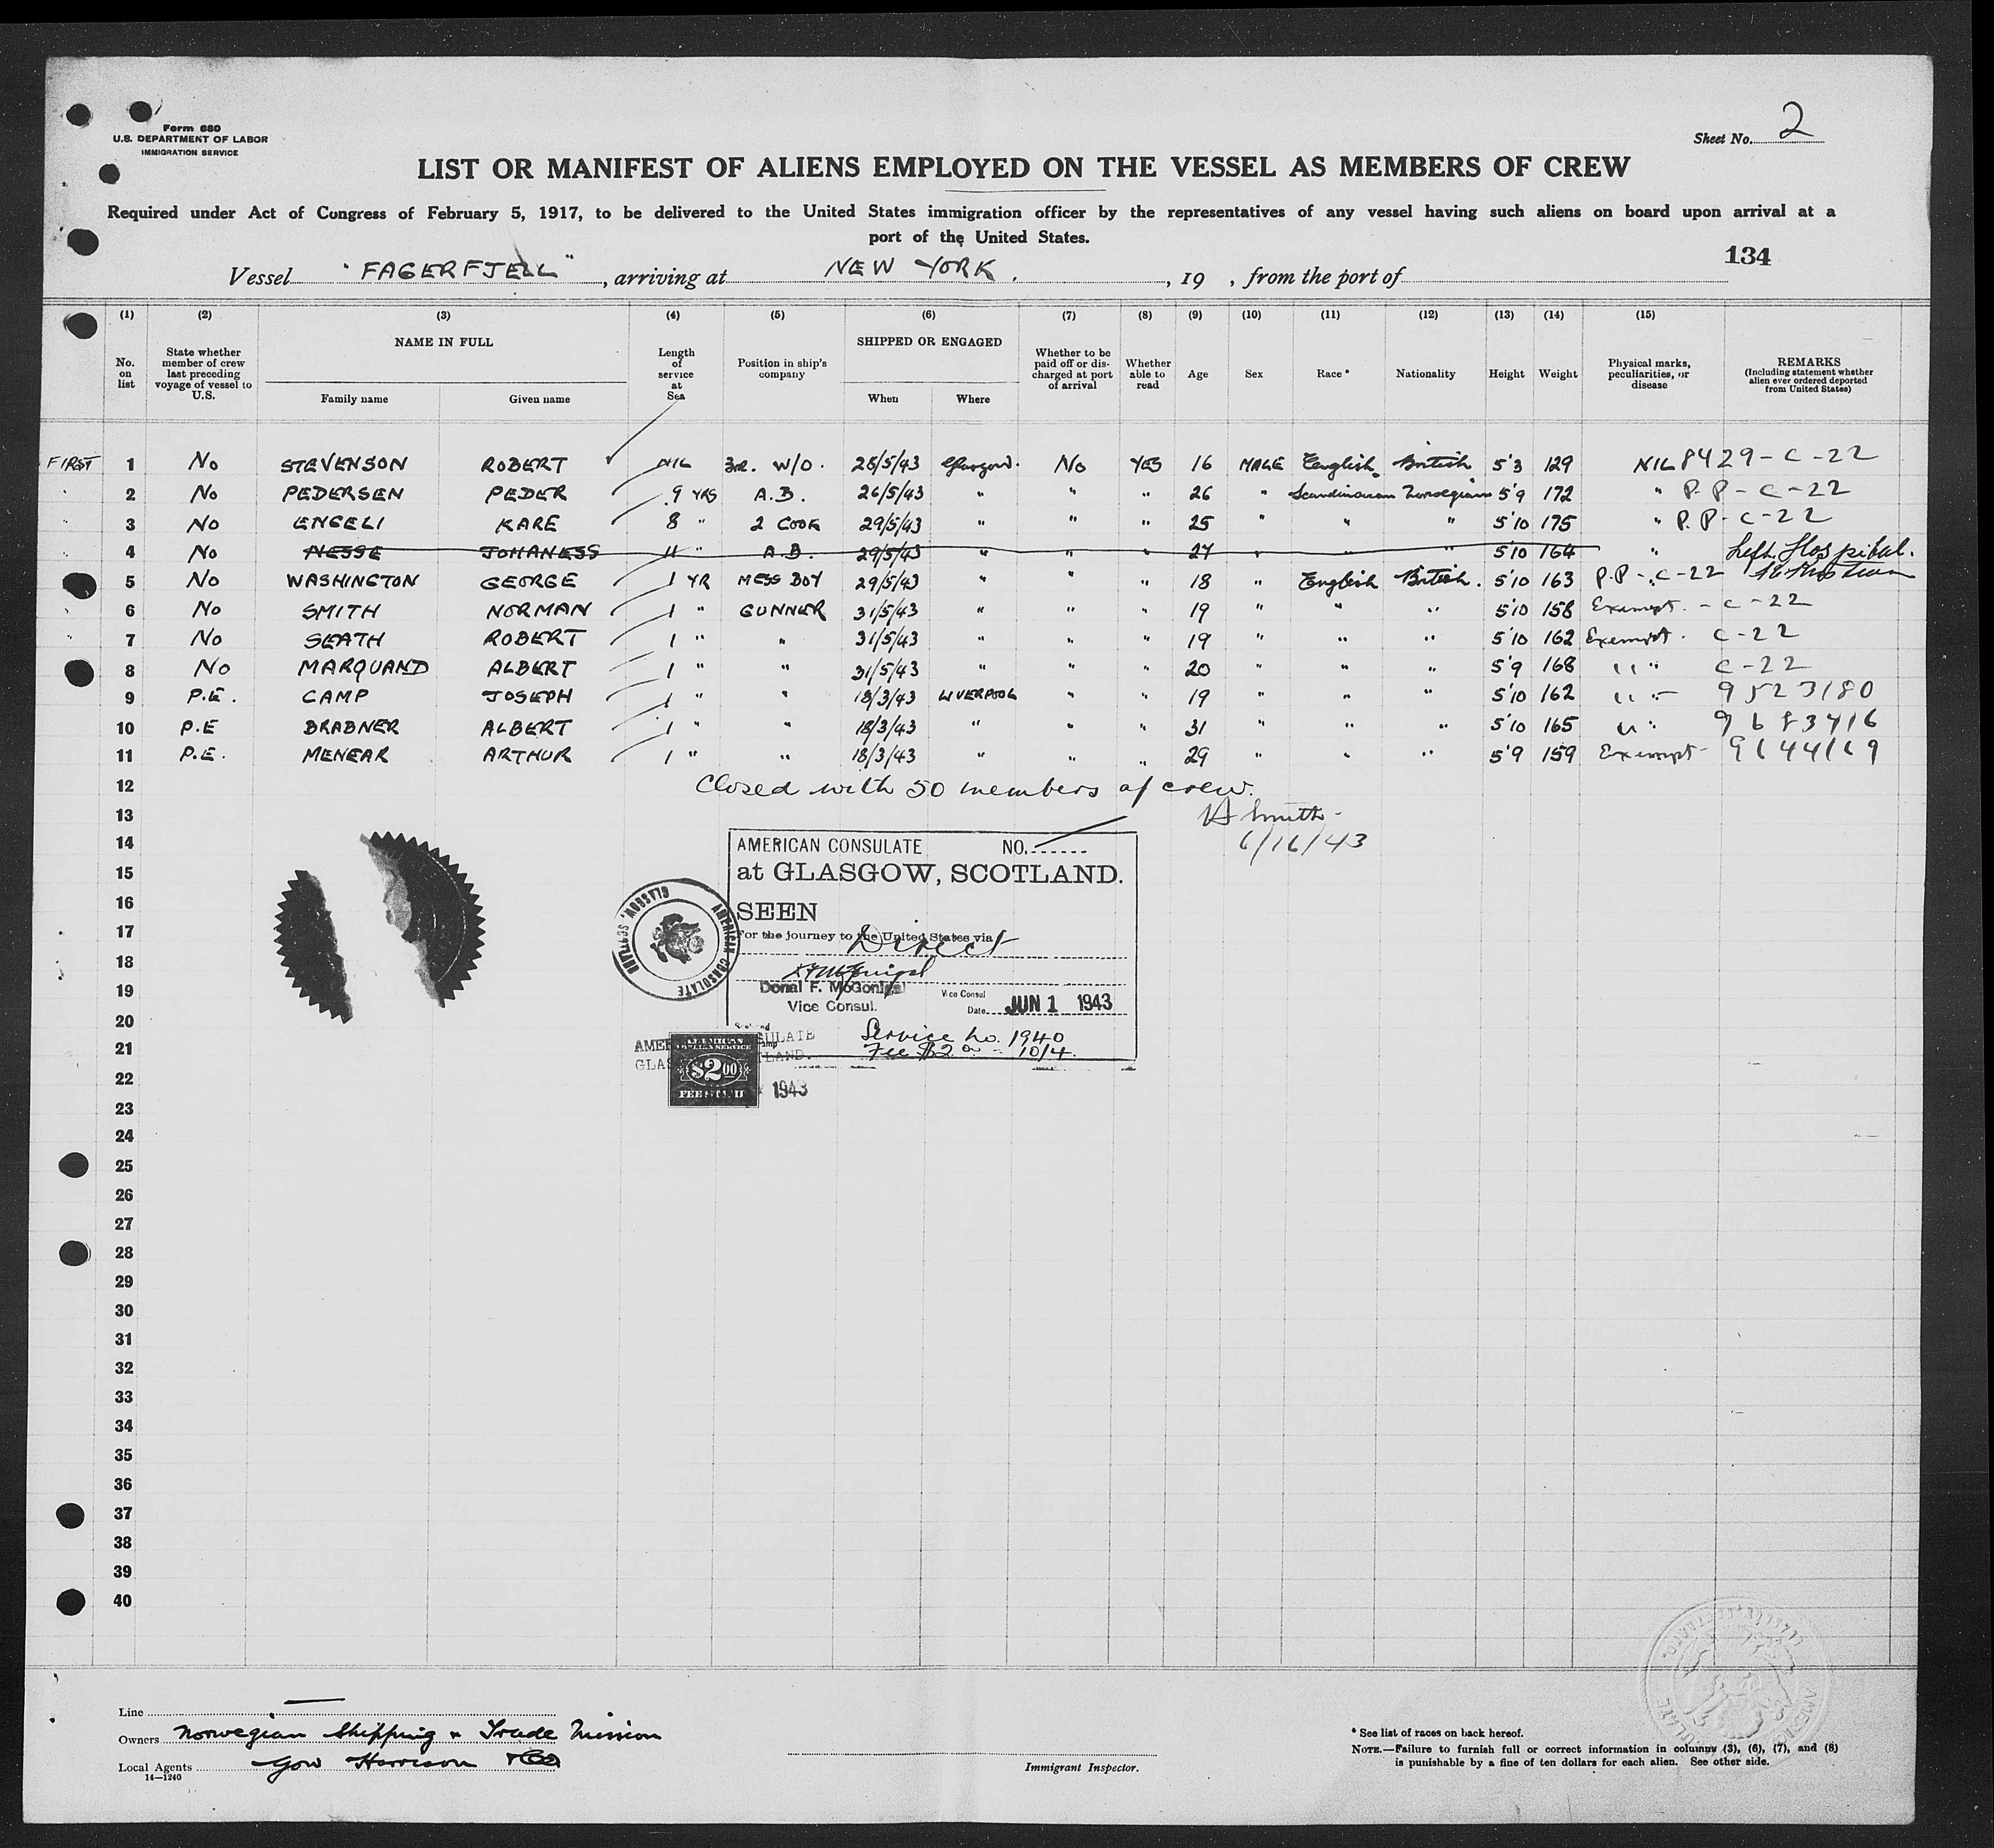 Form 680
U.S. DEPARTMENT OF LABOR
IMMIGRATION SERVICE
Sheet No. 2
LIST OR MANIFEST OF ALIENS EMPLOYED ON THE VESSEL AS MEMBERS OF CREW
Required under Act of Congress of February 5, 1917, to be delivered to the United States immigration officer by the representatives of any vessel having such aliens on board upon arrival at a
port of the United States.
134
Vessel "FAGERFJELL", arriving at NEW YORK., 19 , from the port of
(1) (2) (3) (4) (5) (6) (7) (8) (9) (10) (11) (12) (13) (14) (15)
No. on list
State whether member of crew last preceding voyage of vessel to U.S.
NAME IN FULL
Family name Given name
Length of service at Sea
Position in ship's company
SHIPPED OR ENGAGED
When Where
Whether to be paid off or discharged at port of arrival
Whether able to read
Age
Sex
Race *
Nationality
Height
Weight
Physical marks, peculiarities, or disease
REMARKS
(Including statement whether alien ever ordered deported from United States)
FIRST 1 No STEVENSON ROBERT NIL 3RD. W/O. 28/5/43 Glasgow. No YES 16 MALE English British 5'3 129 NIL 8429-C-22
2 No PEDERSEN PEDER 9 YRS A.B. 26/5/43 " " " 26 " Scandinavian Norwegian 5'9 172 " P.P-C-22
3 No ENGELI KARE 8 " 2 COOK 29/5/43 " " " 25 " " " 5'10 175 " P.P-C-22
4 No NESSE JOHANESS 11 " A.B. 29/5/43 " " " 27 " " " 5'10 164 " Left. Hospital.
5 No WASHINGTON GEORGE 1 YR MESS BOY 29/5/43 " " " 18 " English British. 5'10 163 P.P-C-22
6 No SMITH NORMAN 1 " GUNNER 31/5/43 " " " 19 " " " 5'10 158 Exempt. - C-22
7 No SEATH ROBERT 1 " " 31/5/43 " " " 19 " " " 5'10 162 Exempt. C-22
8 No MARQUAND ALBERT 1 " " 31/5/43 " " " 20 " " " 5'9 168 " " C-22
9 P.E. CAMP JOSEPH 1 " " 18/3/43 LIVERPOOL " " 19 " " " 5'10 162 " " 9523180
10 P.E BRABNER ALBERT 1 " " 18/3/43 " " " 31 " " " 5'10 165 " " 9683716
11 P.E. MENEAR ARTHUR 1 " " 18/3/43 " " " 29 " " " 5'9 159 Exempt- 9644169
12 Closed with 50 members of crew.
13 Smith-
14 6/16/43
15
16
17
18
19
20
21
22
23
24
25
26
27
28
29
30
31
32
33
34
35
36
37
38
39
40
AMERICAN CONSULATE NO.
at GLASGOW, SCOTLAND.
SEEN
For the journey to the United States via
Direct
Donal F. McGonigal
Vice Consul. Vice Consul
Date JUN 1 1943
Service No. 1940
Fee $2.00 = 10/4.
AMERICAN CONSULATE GLASGOW, SCOTLAND
AMERICAN
$2.00
FEE STAMP
1943
Line
Owners Norwegian Shipping & Trade Mission
Local Agents Gow Harrison & Co
14—1240
Immigrant Inspector.
* See list of races on back hereof.
NOTE.—Failure to furnish full or correct information in columns (3), (6), (7), and (8)
is punishable by a fine of ten dollars for each alien. See other side.